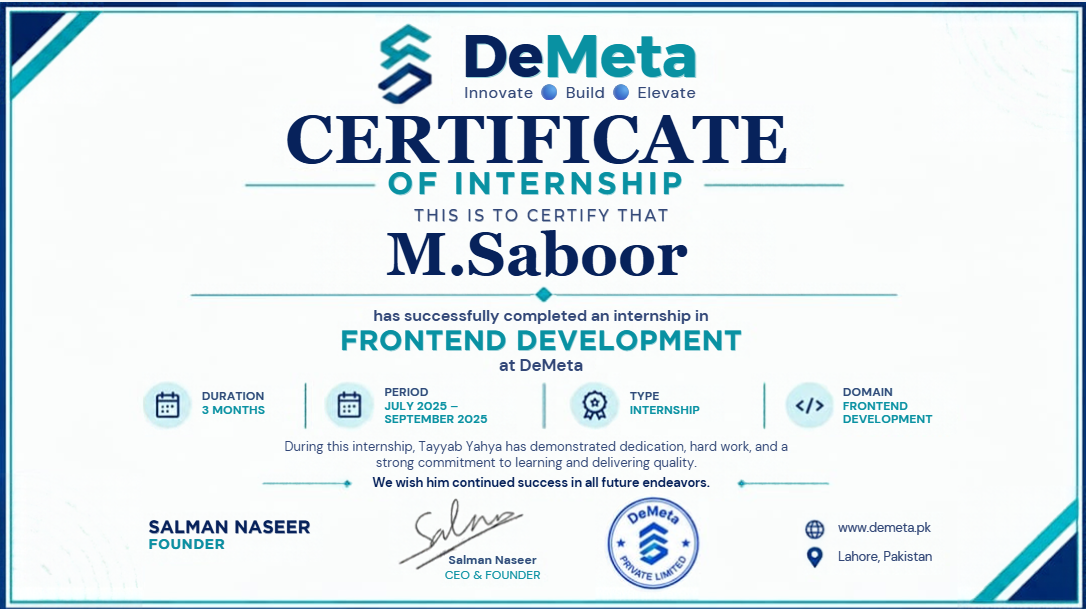 DeMeta
Innovate Build Elevate
CERTIFICATE
OF INTERNSHIP
THIS IS TO CERTIFY THAT
M.Saboor
has successfully completed an internship in
FRONTEND DEVELOPMENT
at DeMeta
DURATION
3 MONTHS
PERIOD
JULY 2025 –
SEPTEMBER 2025
TYPE
INTERNSHIP
</>
DOMAIN
FRONTEND
DEVELOPMENT
During this internship, Tayyab Yahya has demonstrated dedication, hard work, and a
strong commitment to learning and delivering quality.
We wish him continued success in all future endeavors.
SALMAN NASEER
FOUNDER
Salman Naseer
CEO & FOUNDER
DeMeta
PRIVATE LIMITED
www.demeta.pk
Lahore, Pakistan